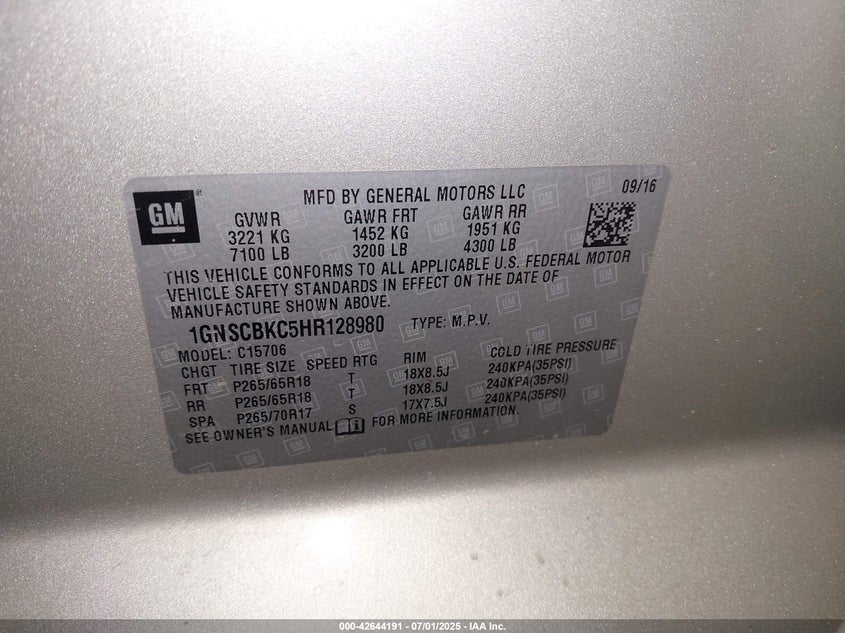 GM®
MFD BY GENERAL MOTORS LLC
09/16
GVWR GAWR FRT GAWR RR
3221 KG 1452 KG 1951 KG
7100 LB 3200 LB 4300 LB
THIS VEHICLE CONFORMS TO ALL APPLICABLE U.S. FEDERAL MOTOR
VEHICLE SAFETY STANDARDS IN EFFECT ON THE DATE OF
MANUFACTURE SHOWN ABOVE.
1GNSCBKC5HR128980 TYPE: M.P.V.
MODEL: C15706
CHGT TIRE SIZE SPEED RTG RIM COLD TIRE PRESSURE
FRT P265/65R18 T 18X8.5J 240KPA(35PSI)
RR P265/65R18 T 18X8.5J 240KPA(35PSI)
SPA P265/70R17 S 17X7.5J 240KPA(35PSI)
SEE OWNER'S MANUAL FOR MORE INFORMATION.
000-42644191 - 07/01/2025 - IAA Inc.